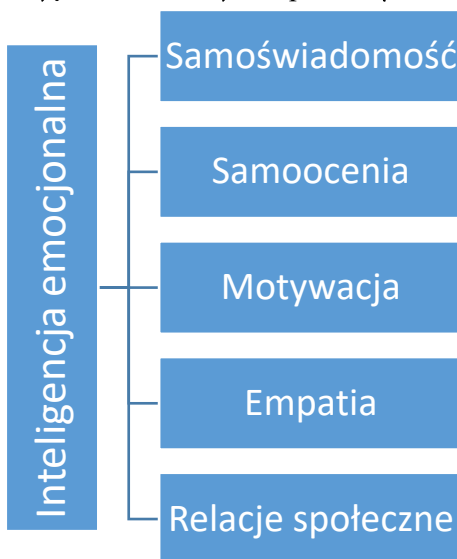 Inteligencja emocjonalna
Samoświadomość
Samoocenia
Motywacja
Empatia
Relacje społeczne